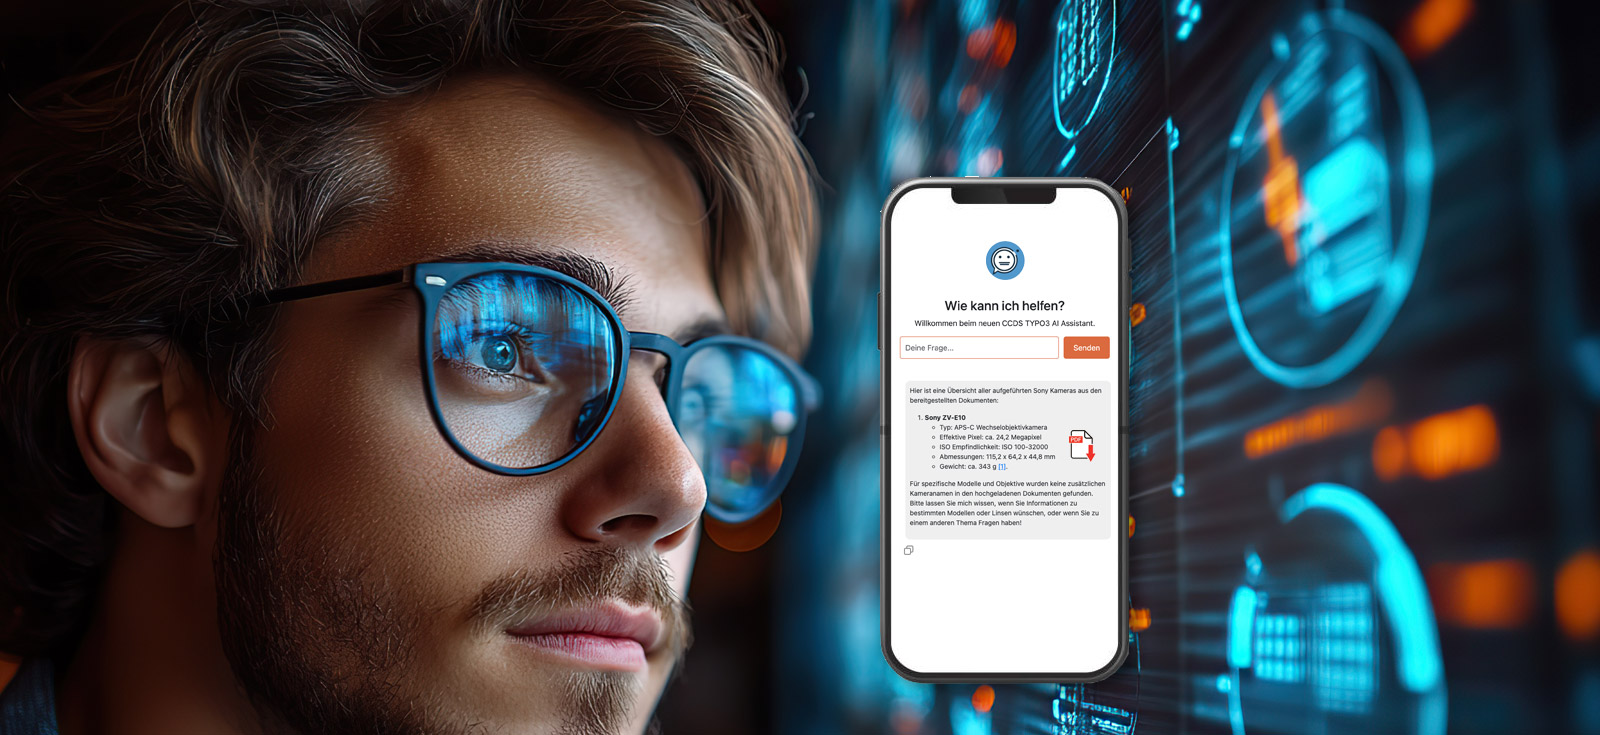 Wie kann ich helfen?
Willkommen beim neuen CCDS TYPO3 AI Assistant.
Deine Frage...
Senden
Hier ist eine Übersicht aller aufgeführten Sony Kameras aus den
bereitgestellten Dokumenten:
1. Sony ZV-E10
Typ: APS-C Wechselobjektivkamera
Effektive Pixel: ca. 24,2 Megapixel
ISO Empfindlichkeit: ISO 100-32000
Abmessungen: 115,2 x 64,2 x 44,8 mm
Gewicht: ca. 343 g [1].
PDF
Für spezifische Modelle und Objektive wurden keine zusätzlichen
Kameranamen in den hochgeladenen Dokumenten gefunden.
Bitte lassen Sie mich wissen, wenn Sie Informationen zu
bestimmten Modellen oder Linsen wünschen, oder wenn Sie zu
einem anderen Thema Fragen haben!